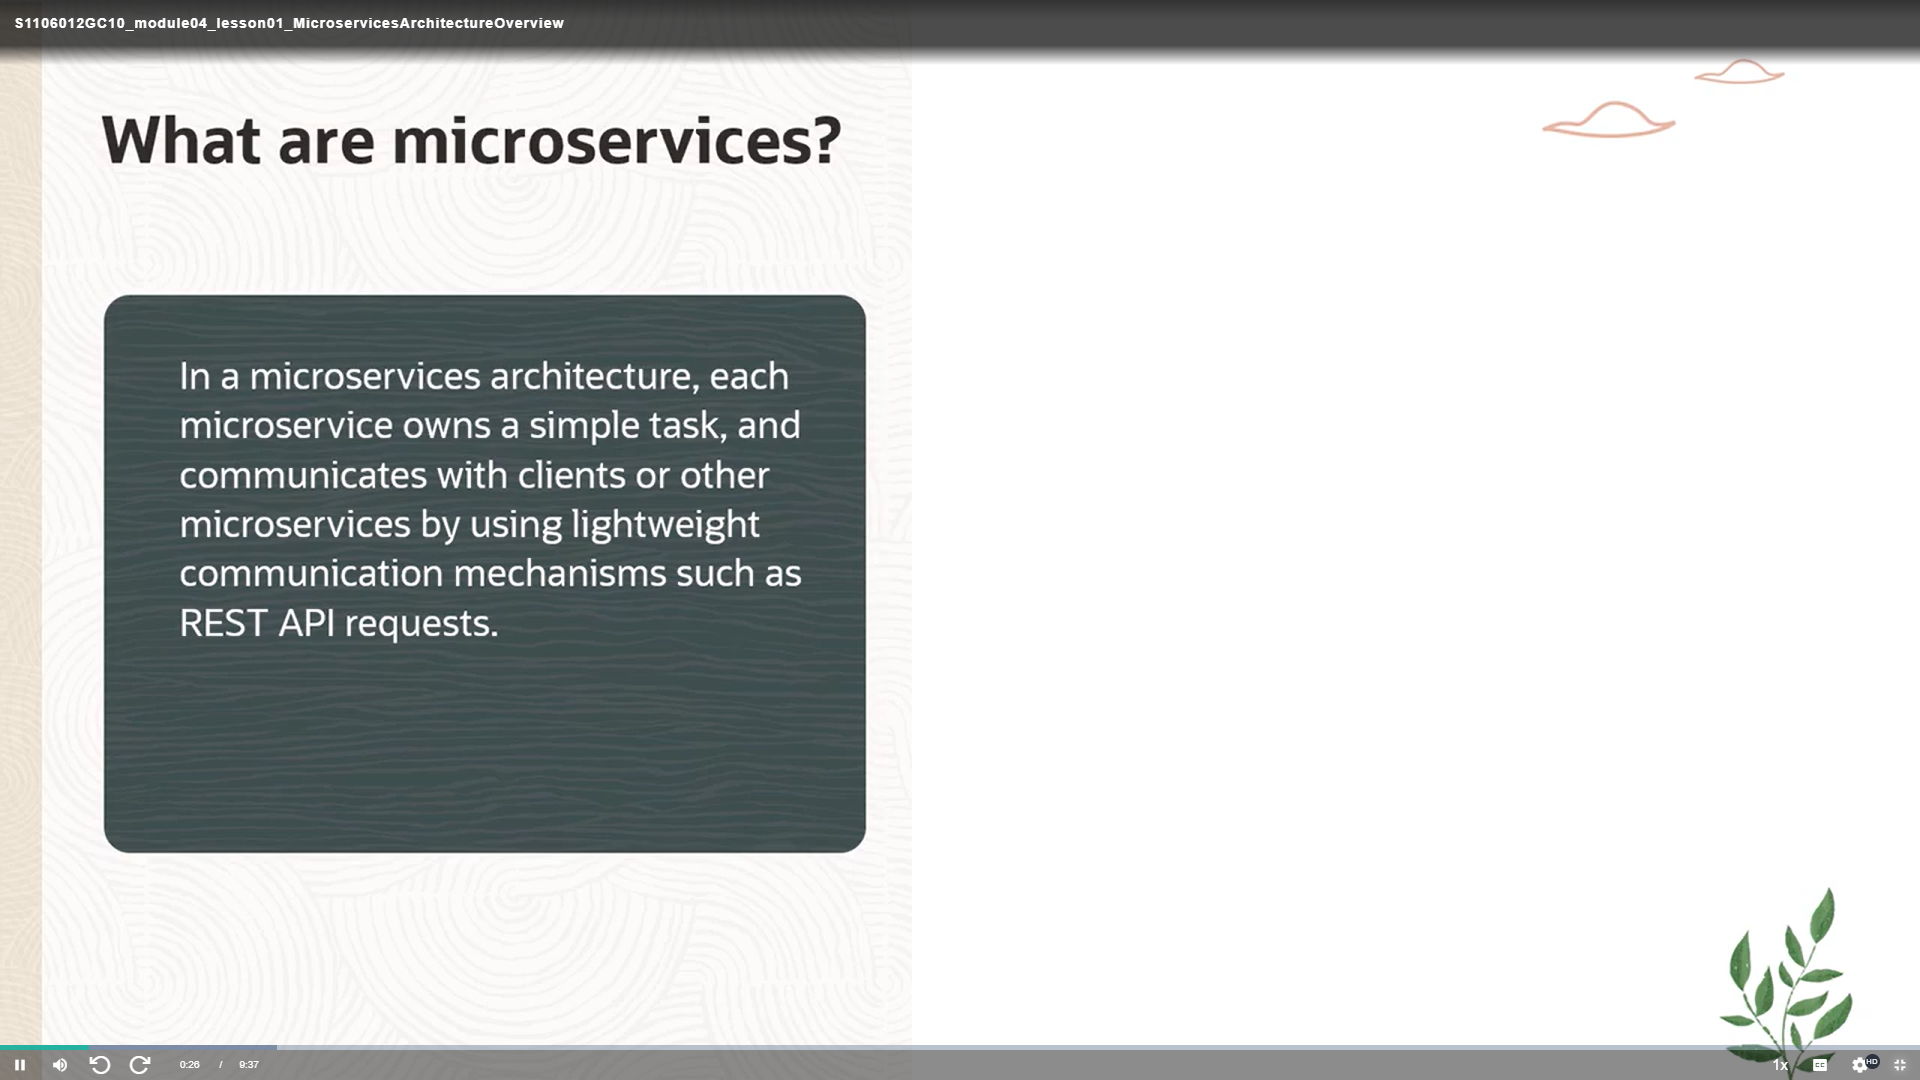 S1106012GC10_module04_lesson01_MicroservicesArchitectureOverview
What are microservices?
In a microservices architecture, each
microservice owns a simple task, and
communicates with clients or other
microservices by using lightweight
communication mechanisms such as
REST API requests.
0:26 / 9:37
1x
CC
HD